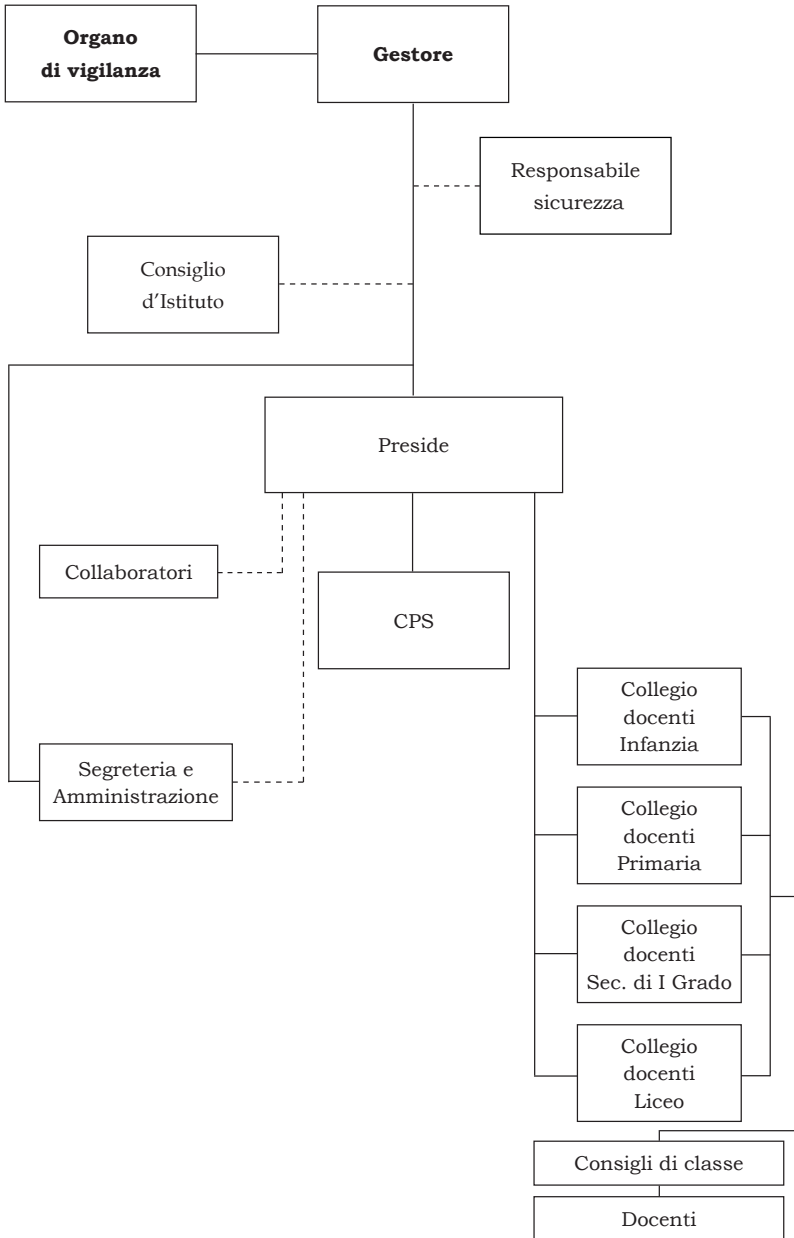 Organo
di vigilanza
Gestore
Responsabile
sicurezza
Consiglio
d'Istituto
Preside
Collaboratori
CPS
Collegio
docenti
Infanzia
Segreteria e
Amministrazione
Collegio
docenti
Primaria
Collegio
docenti
Sec. di I Grado
Collegio
docenti
Liceo
Consigli di classe
Docenti